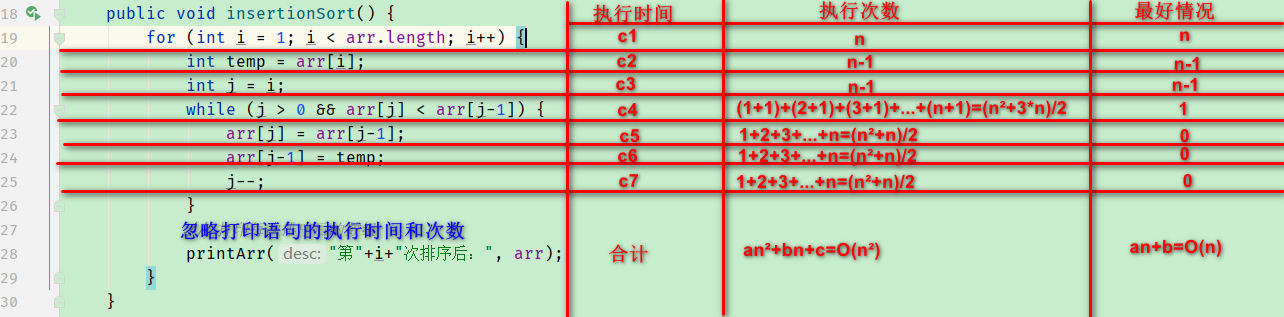 执行时间 执行次数 最好情况
18 public void insertionSort() {
19 for (int i = 1; i < arr.length; i++) { c1 n n
20 int temp = arr[i]; c2 n-1 n-1
21 int j = i; c3 n-1 n-1
22 while (j > 0 && arr[j] < arr[j-1]) { c4 (1+1)+(2+1)+(3+1)+...+(n+1)=(n²+3*n)/2 1
23 arr[j] = arr[j-1]; c5 1+2+3+...+n=(n²+n)/2 0
24 arr[j-1] = temp; c6 1+2+3+...+n=(n²+n)/2 0
25 j--; c7 1+2+3+...+n=(n²+n)/2 0
26 }
27 忽略打印语句的执行时间和次数
28 printArr( desc: "第"+i+"次排序后: ", arr); 合计 an²+bn+c=O(n²) an+b=O(n)
29 }
30 }